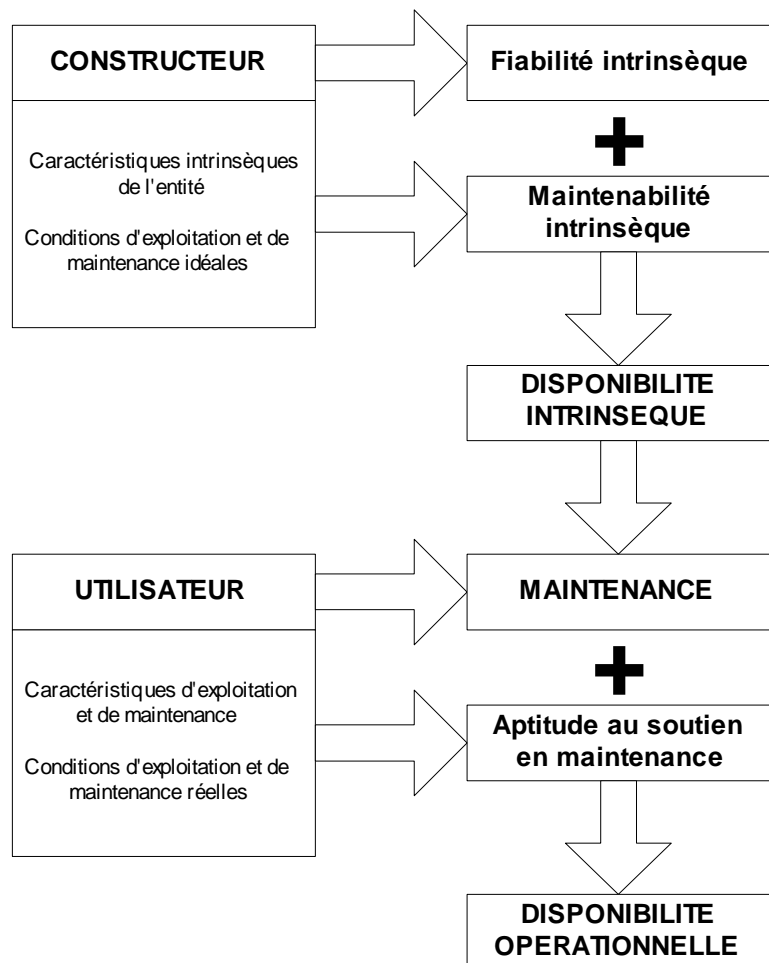 CONSTRUCTEUR
Fiabilité intrinsèque
Caractéristiques intrinsèques
de l'entité
Conditions d'exploitation et de
maintenance idéales
+
Maintenabilité
intrinsèque
DISPONIBILITE
INTRINSEQUE
UTILISATEUR
MAINTENANCE
Caractéristiques d'exploitation
et de maintenance
Conditions d'exploitation et de
maintenance réelles
+
Aptitude au soutien
en maintenance
DISPONIBILITE
OPERATIONNELLE